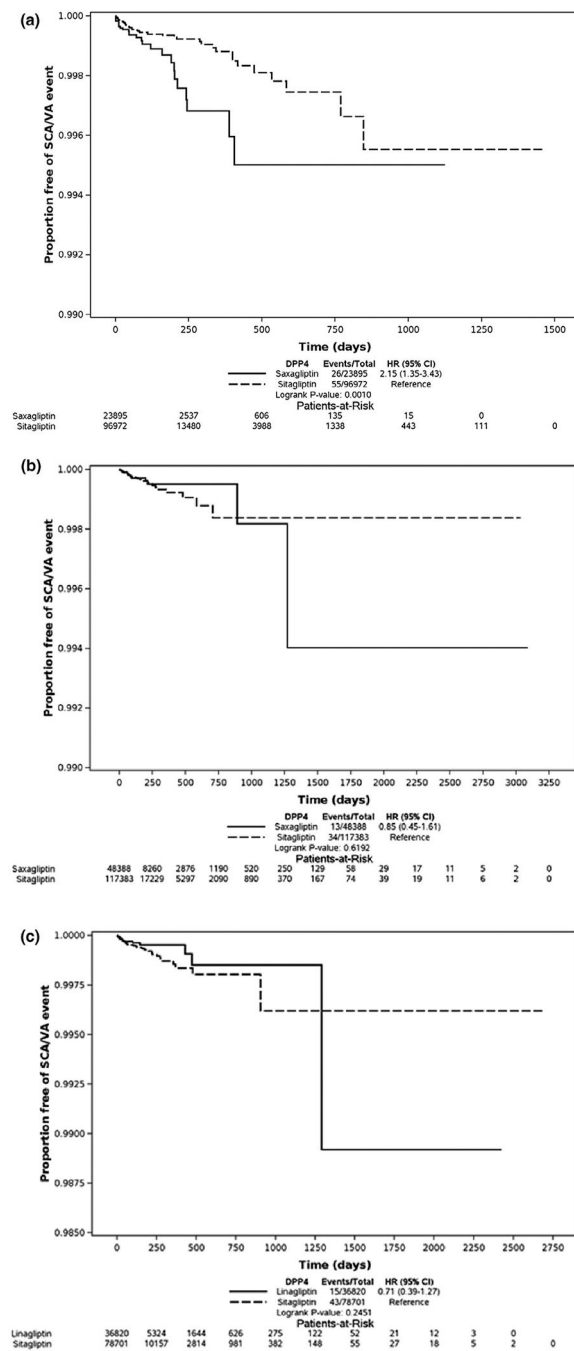 (a)
1.000
0.998
0.996
0.994
0.992
0.990
Proportion free of SCA/VA event
0 250 500 750 1000 1250 1500
Time (days)
DPP4 Events/Total HR (95% CI)
Saxagliptin 26/23895 2.15 (1.35-3.43)
Sitagliptin 55/96972 Reference
Logrank P-value: 0.0010
Patients-at-Risk
Saxagliptin 23895 2537 606 135 15 0
Sitagliptin 96972 13480 3988 1338 443 111 0
(b)
1.000
0.998
0.996
0.994
0.992
0.990
Proportion free of SCA/VA event
0 250 500 750 1000 1250 1500 1750 2000 2250 2500 2750 3000 3250
Time (days)
DPP4 Events/Total HR (95% CI)
Saxagliptin 13/48388 0.85 (0.45-1.61)
Sitagliptin 34/117383 Reference
Logrank P-value: 0.6192
Patients-at-Risk
Saxagliptin 48388 8260 2876 1190 520 250 129 58 29 17 11 5 2 0
Sitagliptin 117383 17229 5297 2090 890 370 167 74 39 19 11 6 2 0
(c)
1.0000
0.9975
0.9950
0.9925
0.9900
0.9875
0.9850
Proportion free of SCA/VA event
0 250 500 750 1000 1250 1500 1750 2000 2250 2500 2750
Time (days)
DPP4 Events/Total HR (95% CI)
Linagliptin 15/36820 0.71 (0.39-1.27)
Sitagliptin 43/78701 Reference
Logrank P-value: 0.2451
Patients-at-Risk
Linagliptin 36820 5324 1644 626 275 122 52 21 12 3 0
Sitagliptin 78701 10157 2814 981 382 148 55 27 18 5 2 0